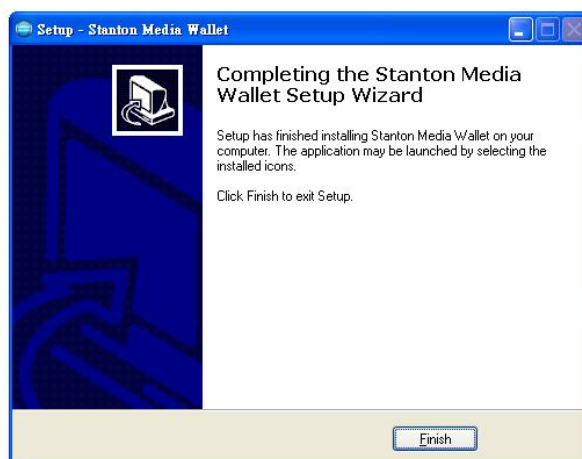 Setup - Stanton Media Wallet
Completing the Stanton Media
Wallet Setup Wizard
Setup has finished installing Stanton Media Wallet on your
computer. The application may be launched by selecting the
installed icons.
Click Finish to exit Setup.
Finish